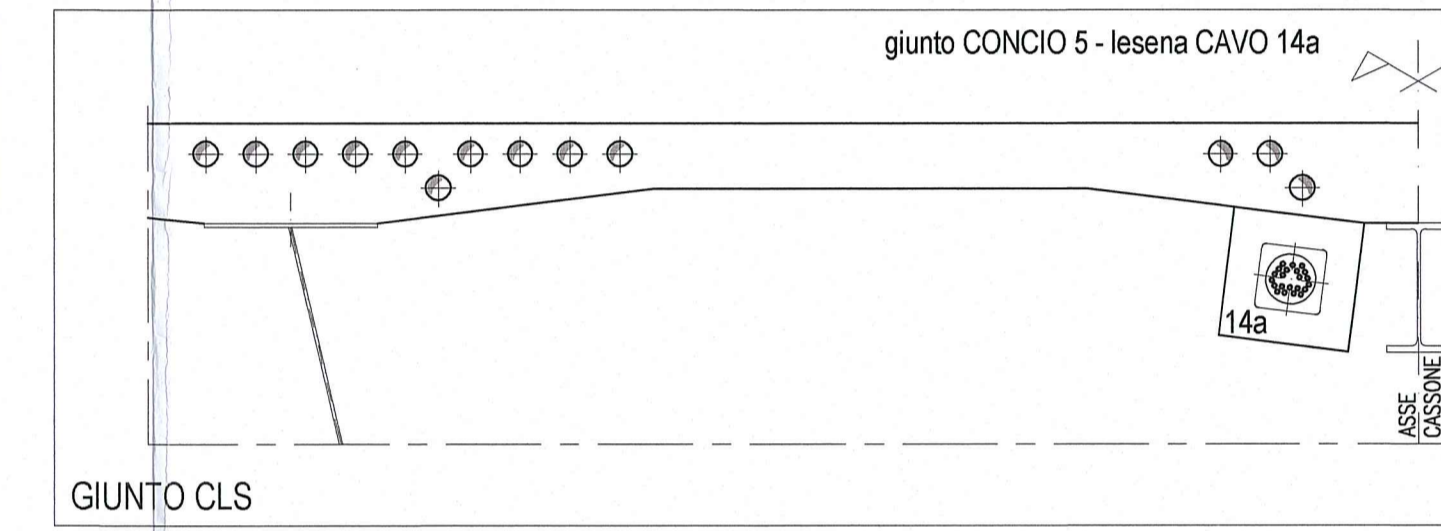 giunto CONCIO 5 - lesena CAVO 14a
14a
ASSE
CASSONE
GIUNTO CLS